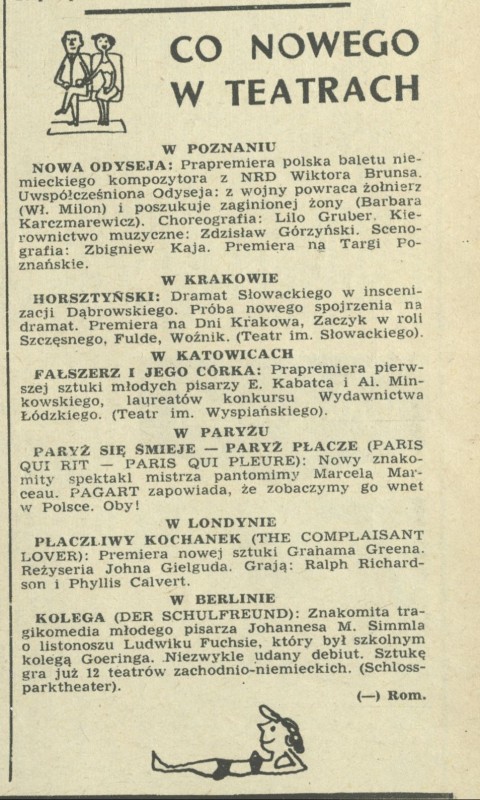 CO NOWEGO
W TEATRACH
W POZNANIU
NOWA ODYSEJA: Prapremiera polska baletu nie-
mieckiego kompozytora z NRD Wiktora Brunsa.
Uwspółcześniona Odyseja: z wojny powraca żołnierz
(Wł. Milon) i poszukuje zaginionej żony (Barbara
Karczmarewicz). Choreografia: Lilo Gruber. Kie-
rownictwo muzyczne: Zdzisław Górzyński. Sceno-
grafia: Zbigniew Kaja. Premiera na Targi Po-
znańskie.
W KRAKOWIE
HORSZTYŃSKI: Dramat Słowackiego w insceni-
zacji Dąbrowskiego. Próba nowego spojrzenia na
dramat. Premiera na Dni Krakowa, Zaczyk w roli
Szczęsnego, Fulde, Woźnik. (Teatr im. Słowackiego).
W KATOWICACH
FAŁSZERZ I JEGO CÓRKA: Prapremiera pierw-
szej sztuki młodych pisarzy E. Kabatca i Al. Min-
kowskiego, laureatów konkursu Wydawnictwa
Łódzkiego. (Teatr im. Wyspiańskiego).
W PARYŻU
PARYŻ SIĘ ŚMIEJE — PARYŻ PŁACZE (PARIS
QUI RIT — PARIS QUI PLEURE): Nowy znako-
mity spektakl mistrza pantomimy Marcela Mar-
ceau. PAGART zapowiada, że zobaczymy go wnet
w Polsce. Oby!
W LONDYNIE
PŁACZLIWY KOCHANEK (THE COMPLAISANT
LOVER): Premiera nowej sztuki Grahama Greena.
Reżyseria Johna Gielguda. Grają: Ralph Richard-
son i Phyllis Calvert.
W BERLINIE
KOLEGA (DER SCHULFREUND): Znakomita tra-
gikomedia młodego pisarza Johannesa M. Simmla
o listonoszu Ludwiku Fuchsie, który był szkolnym
kolegą Goeringa. Niezwykle udany debiut. Sztukę
gra już 12 teatrów zachodnio-niemieckich. (Schloss-
parktheater).
(—) Rom.